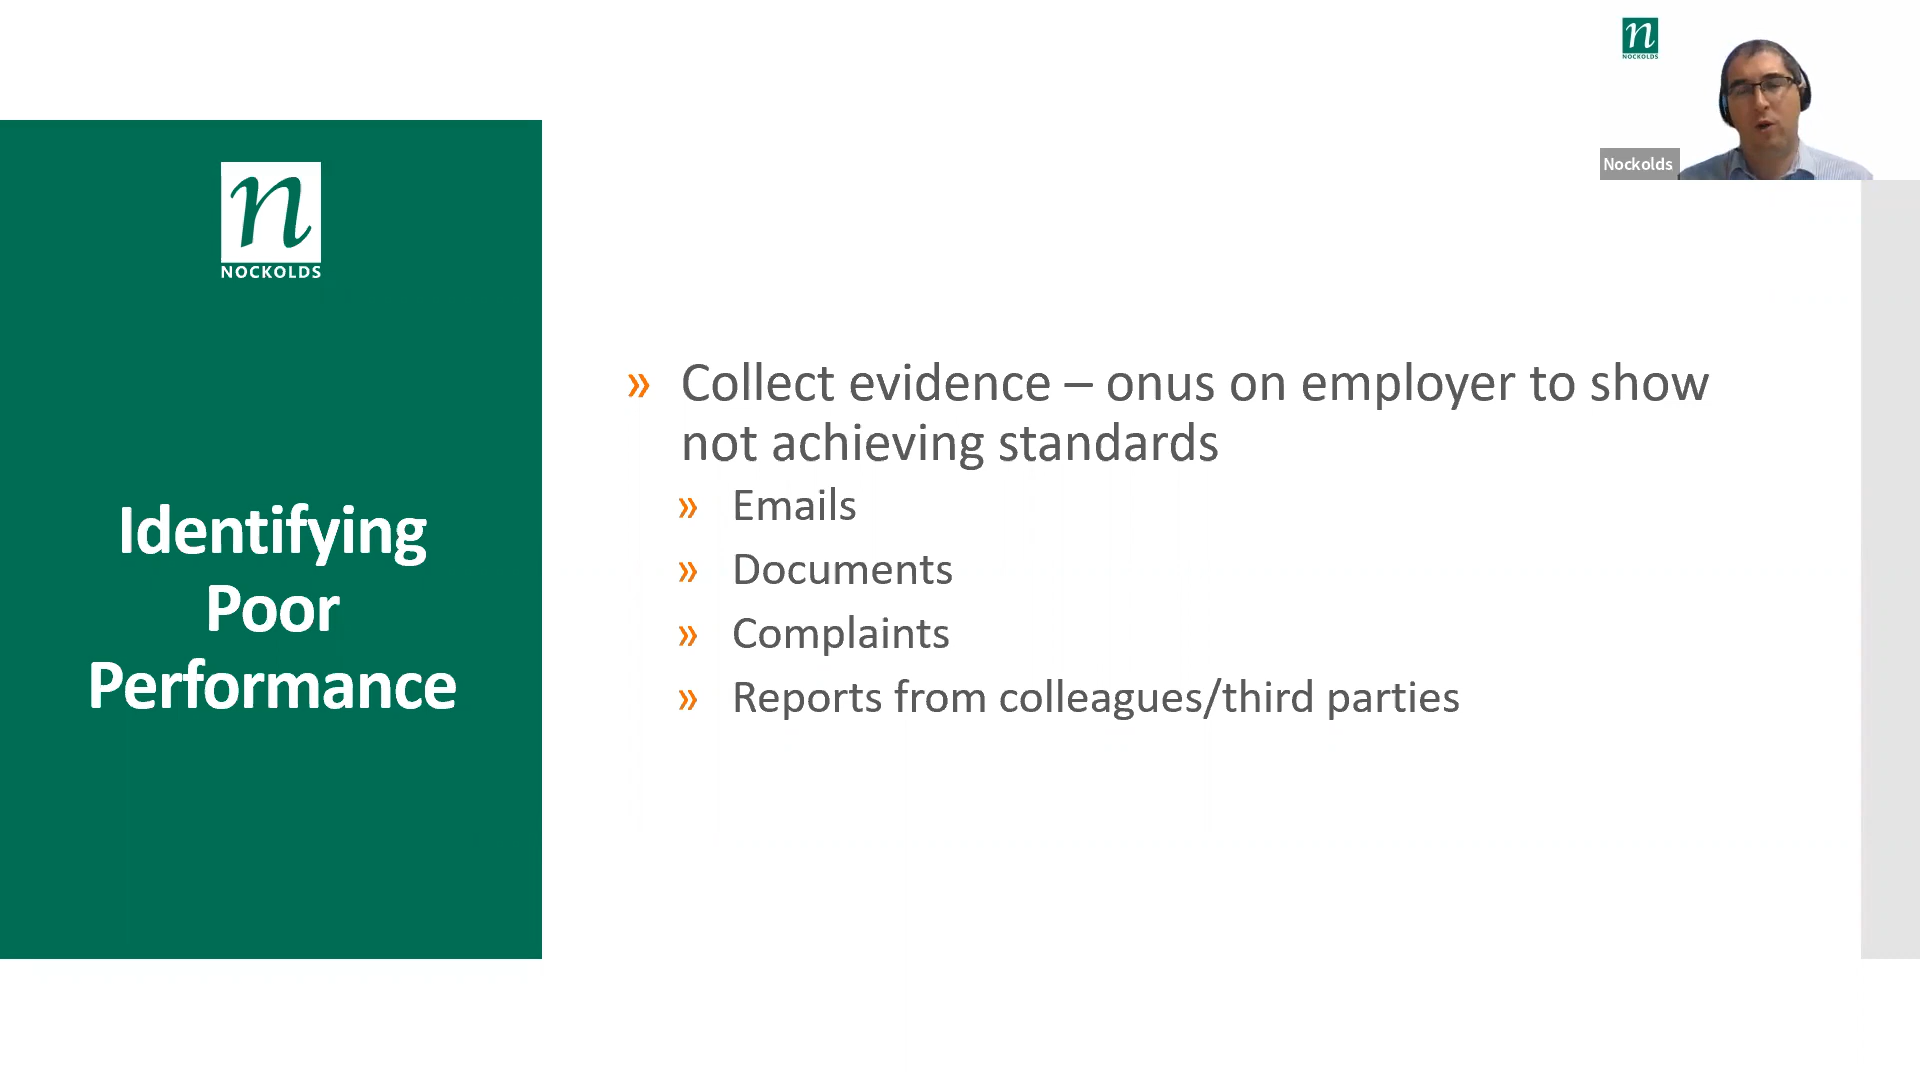 n
NOCKOLDS
Nockolds
n
NOCKOLDS
Identifying
Poor
Performance
» Collect evidence – onus on employer to show
not achieving standards
» Emails
» Documents
» Complaints
» Reports from colleagues/third parties